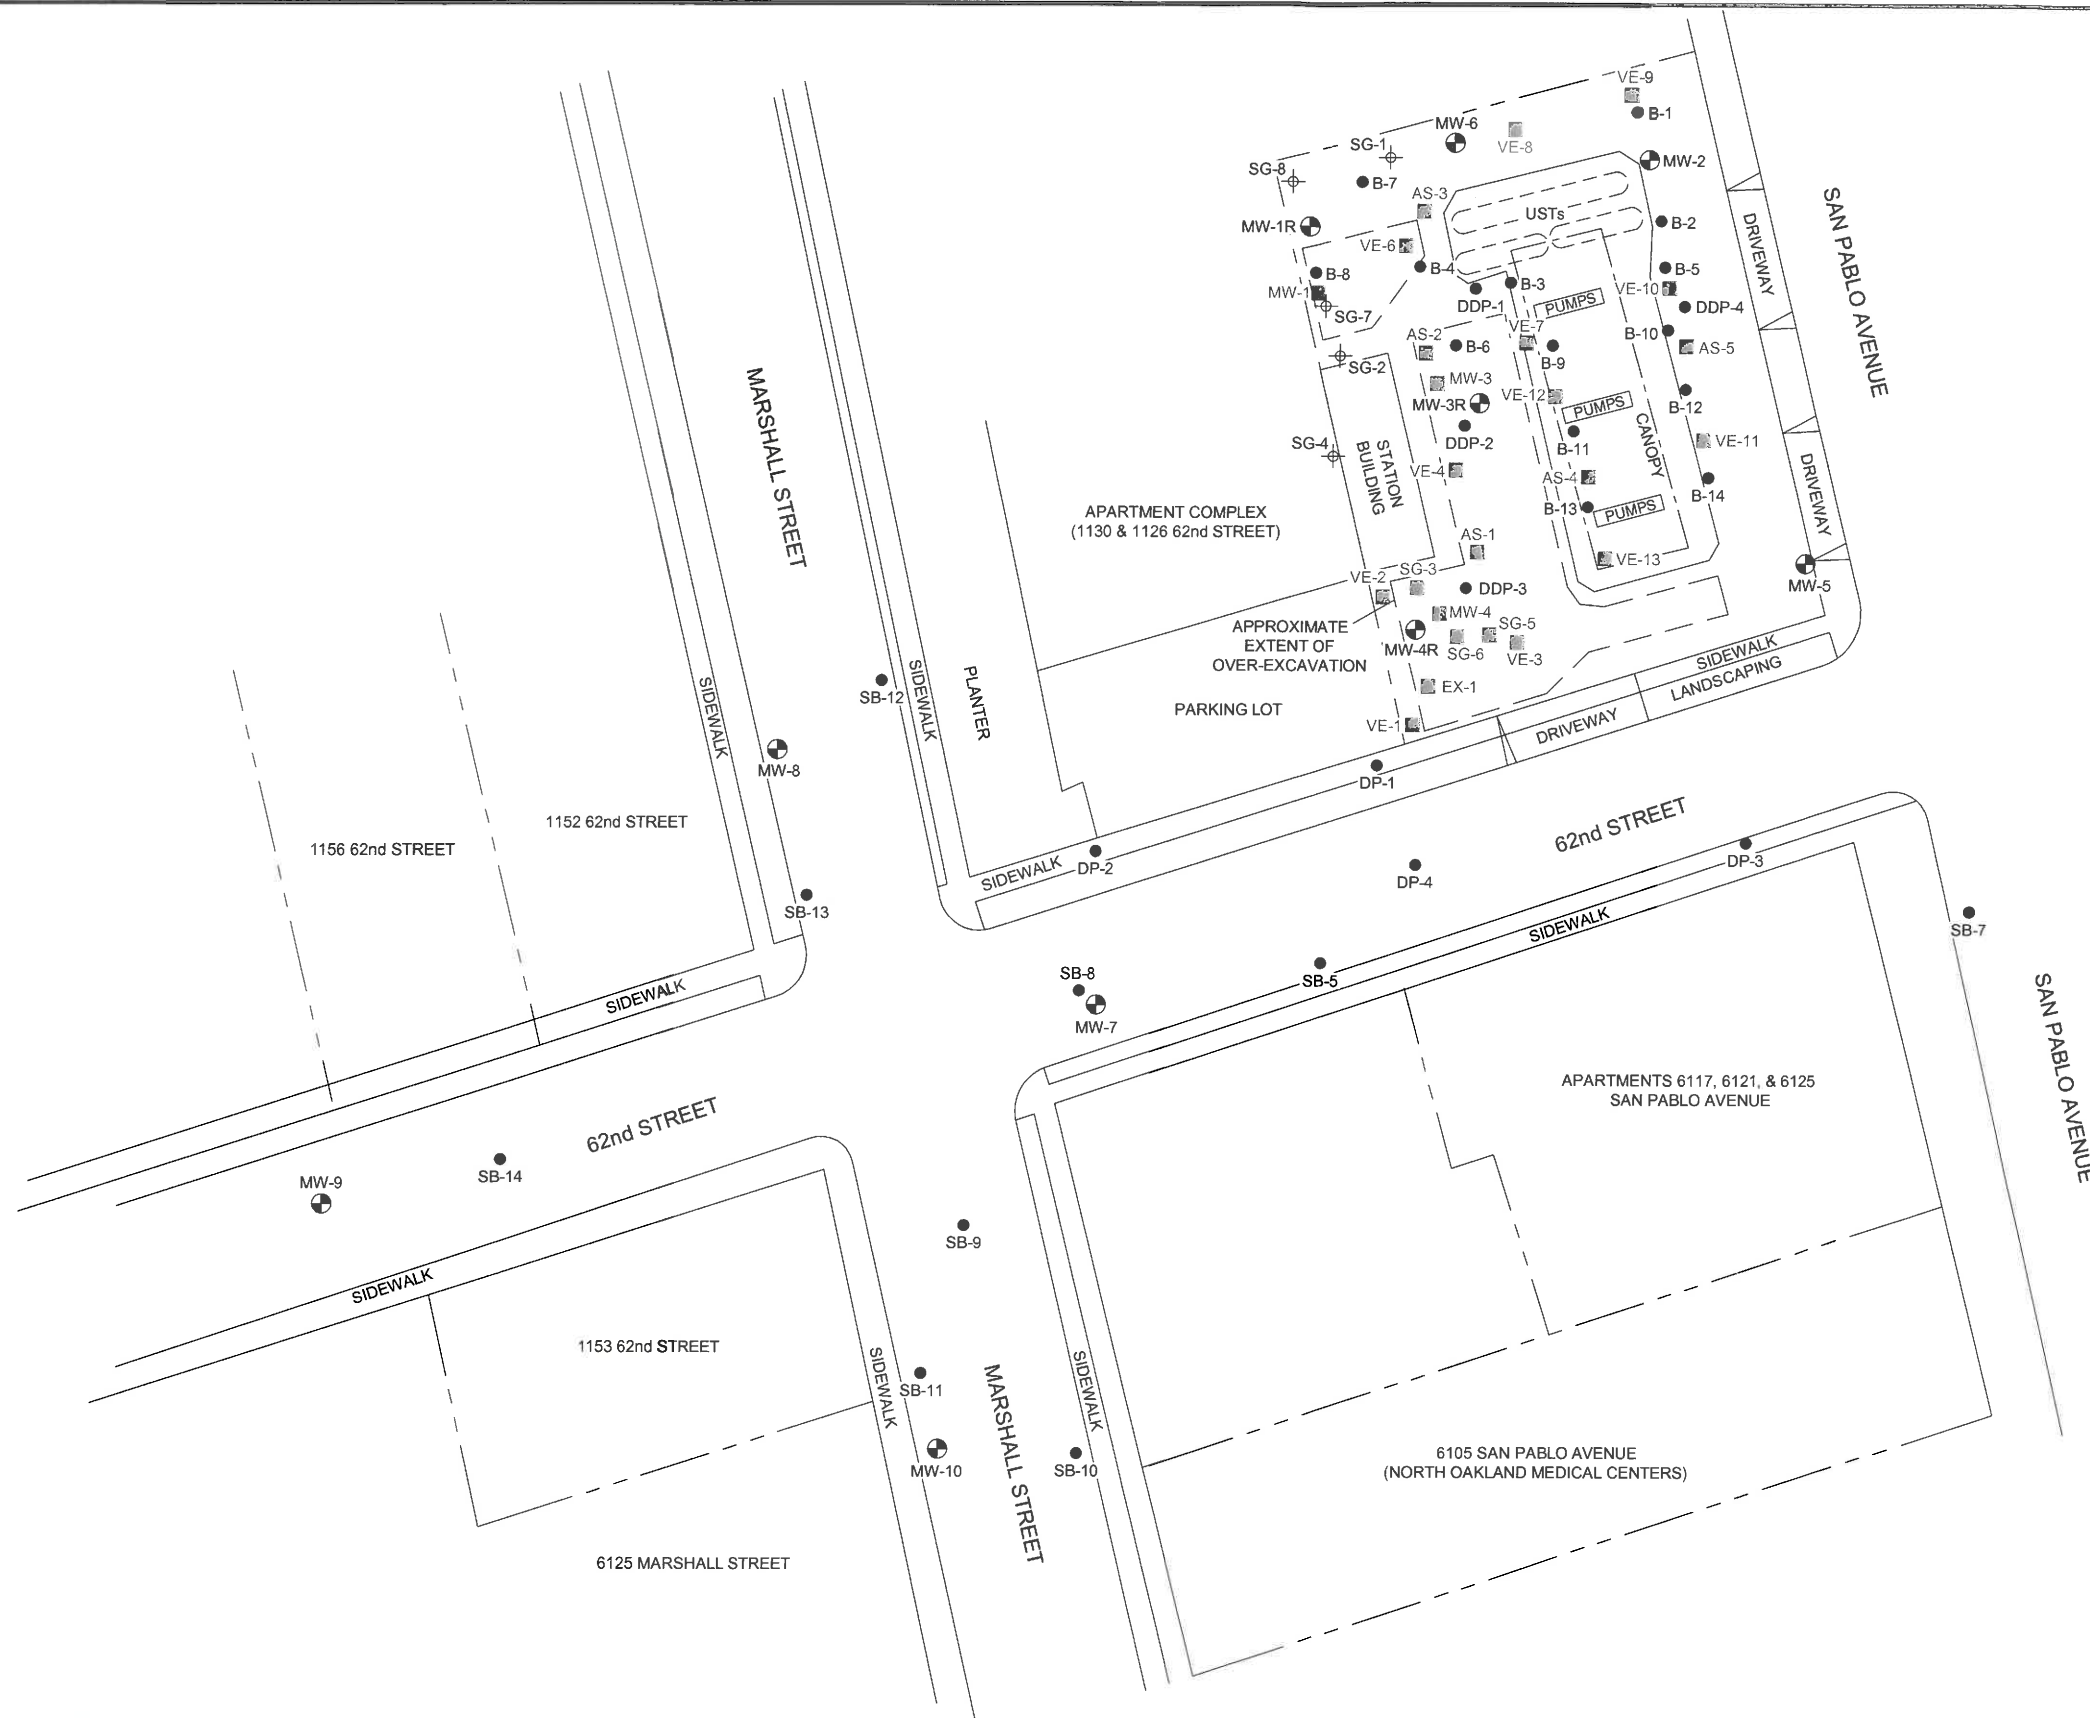 VE-9
B-1
MW-6
VE-8
SG-1
MW-2
SG-8
B-7
AS-3
USTs
MW-1R
B-2
VE-6
B-4
B-5
B-8
B-3
VE-10
MW-1
DDP-1
PUMPS
DDP-4
SG-7
VE-7
B-10
AS-2
B-6
B-9
AS-5
SG-2
MW-3
VE-12
MW-3R
PUMPS
B-12
DDP-2
B-11
CANOPY
VE-11
SG-4
STATION
BUILDING
VE-4
AS-4
B-14
B-13
PUMPS
AS-1
VE-13
VE-2
SG-3
DDP-3
MW-5
MW-4
SG-5
MW-4R
SG-6
VE-3
EX-1
VE-1
DRIVEWAY
DRIVEWAY
SAN PABLO AVENUE
MARSHALL STREET
APARTMENT COMPLEX
(1130 & 1126 62nd STREET)
APPROXIMATE
EXTENT OF
OVER-EXCAVATION
PARKING LOT
PLANTER
SIDEWALK
SIDEWALK
SB-12
MW-8
SIDEWALK
LANDSCAPING
DRIVEWAY
DP-1
1152 62nd STREET
1156 62nd STREET
62nd STREET
DP-2
SIDEWALK
DP-4
DP-3
SB-13
SIDEWALK
SB-7
SB-8
SB-5
MW-7
SIDEWALK
SAN PABLO AVENUE
62nd STREET
APARTMENTS 6117, 6121, & 6125
SAN PABLO AVENUE
SB-14
MW-9
SB-9
SIDEWALK
1153 62nd STREET
SIDEWALK
SB-11
MARSHALL STREET
SIDEWALK
MW-10
SB-10
6105 SAN PABLO AVENUE
(NORTH OAKLAND MEDICAL CENTERS)
6125 MARSHALL STREET